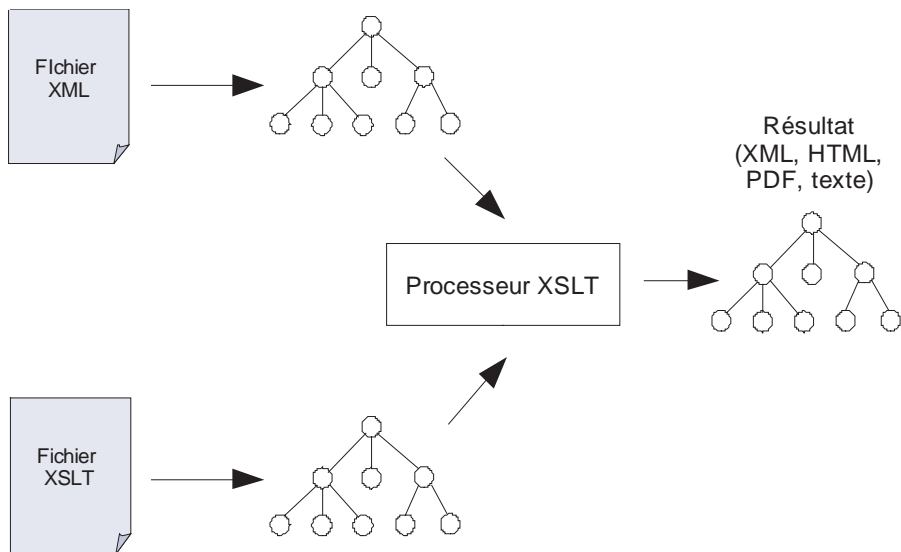 FIchier
XML
Résultat
(XML, HTML,
PDF, texte)
Processeur XSLT
Fichier
XSLT